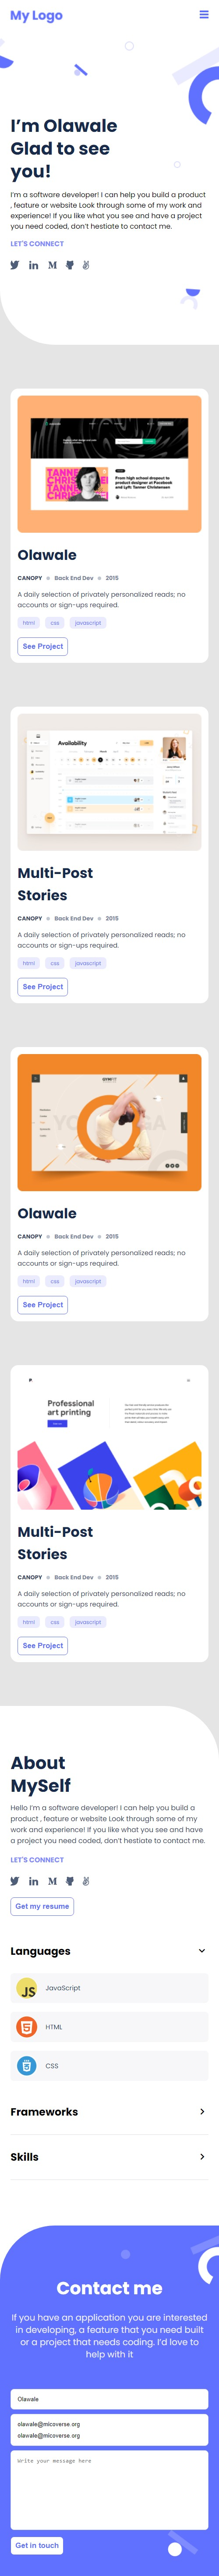 My Logo
I'm Olawale
Glad to see
you!
I'm a software developer! I can help you build a product
, feature or website Look through some of my work and
experience! If you like what you see and have a project
you need coded, don't hestiate to contact me.
LET'S CONNECT
Olawale
CANOPY
Back End Dev
2015
A daily selection of privately personalized reads; no
accounts or sign-ups required.
html
css
javascript
See Project
Availability
Multi-Post
Stories
CANOPY
Back End Dev
2015
A daily selection of privately personalized reads; no
accounts or sign-ups required.
html
css
javascript
See Project
Olawale
CANOPY
Back End Dev
2015
A daily selection of privately personalized reads; no
accounts or sign-ups required.
html
css
javascript
See Project
Professional
art printing
Multi-Post
Stories
CANOPY
Back End Dev
2015
A daily selection of privately personalized reads; no
accounts or sign-ups required.
html
css
javascript
See Project
About
MySelf
Hello I'm a software developer! I can help you build a
product , feature or website Look through some of my
work and experience! If you like what you see and have
a project you need coded, don't hestiate to contact me.
LET'S CONNECT
Get my resume
Languages
JS JavaScript
HTML
CSS
Frameworks
Skills
Contact me
If you have an application you are interested
in developing, a feature that you need built
or a project that needs coding. I'd love to
help with it
Olawale
olawale@micoverse.org
olawale@micoverse.org
Write your message here
Get in touch